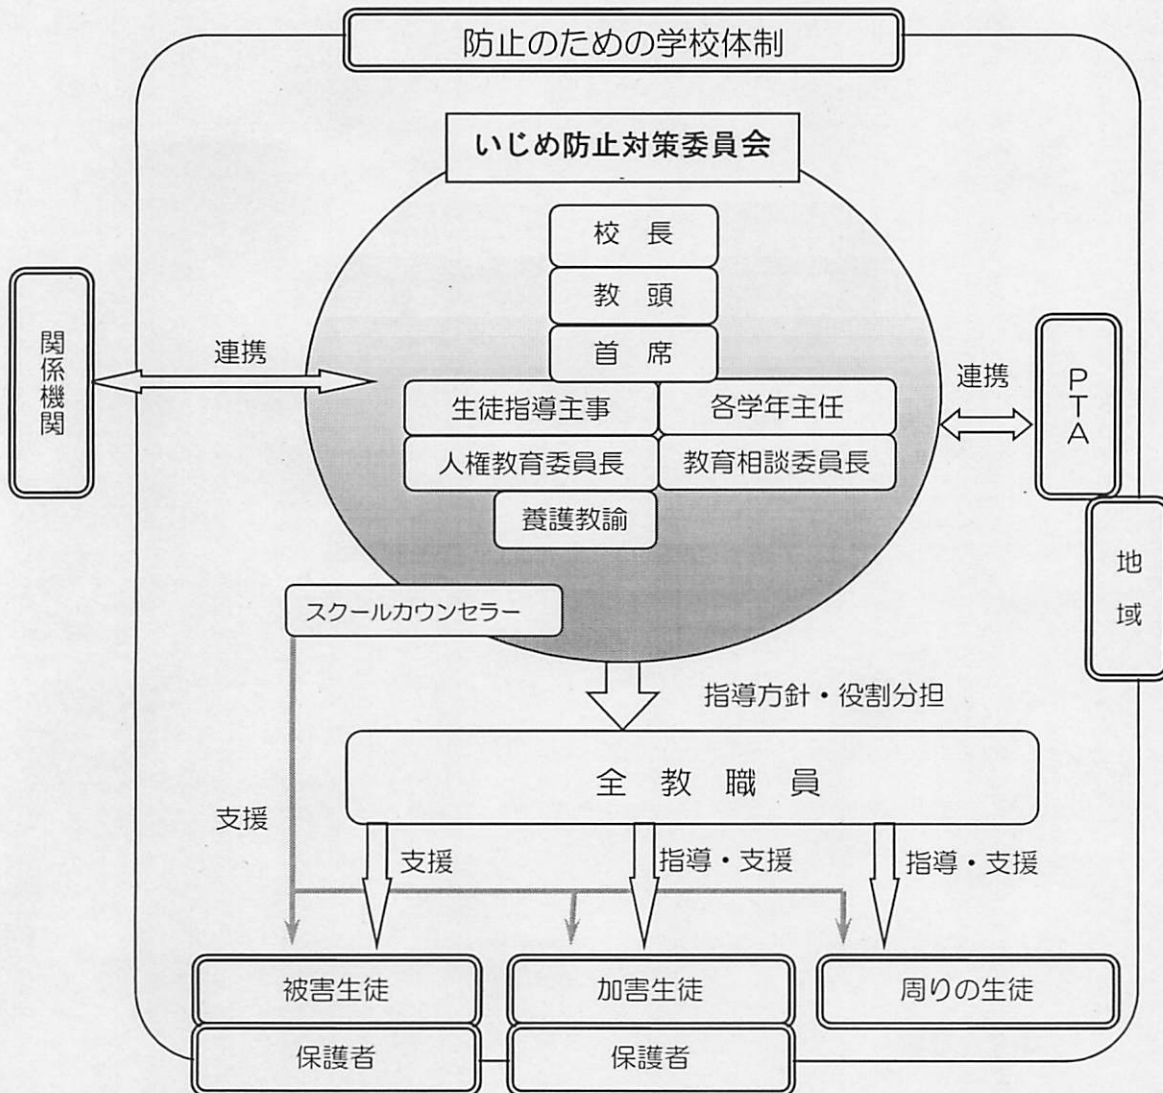 防止のための学校体制
いじめ防止対策委員会
校　長
教　頭
首　席
生徒指導主事
各学年主任
人権教育委員長
教育相談委員長
養護教諭
スクールカウンセラー
関係機関
連携
連携
PTA
地域
指導方針・役割分担
全　教　職　員
支援
支援
指導・支援
指導・支援
被害生徒
加害生徒
周りの生徒
保護者
保護者